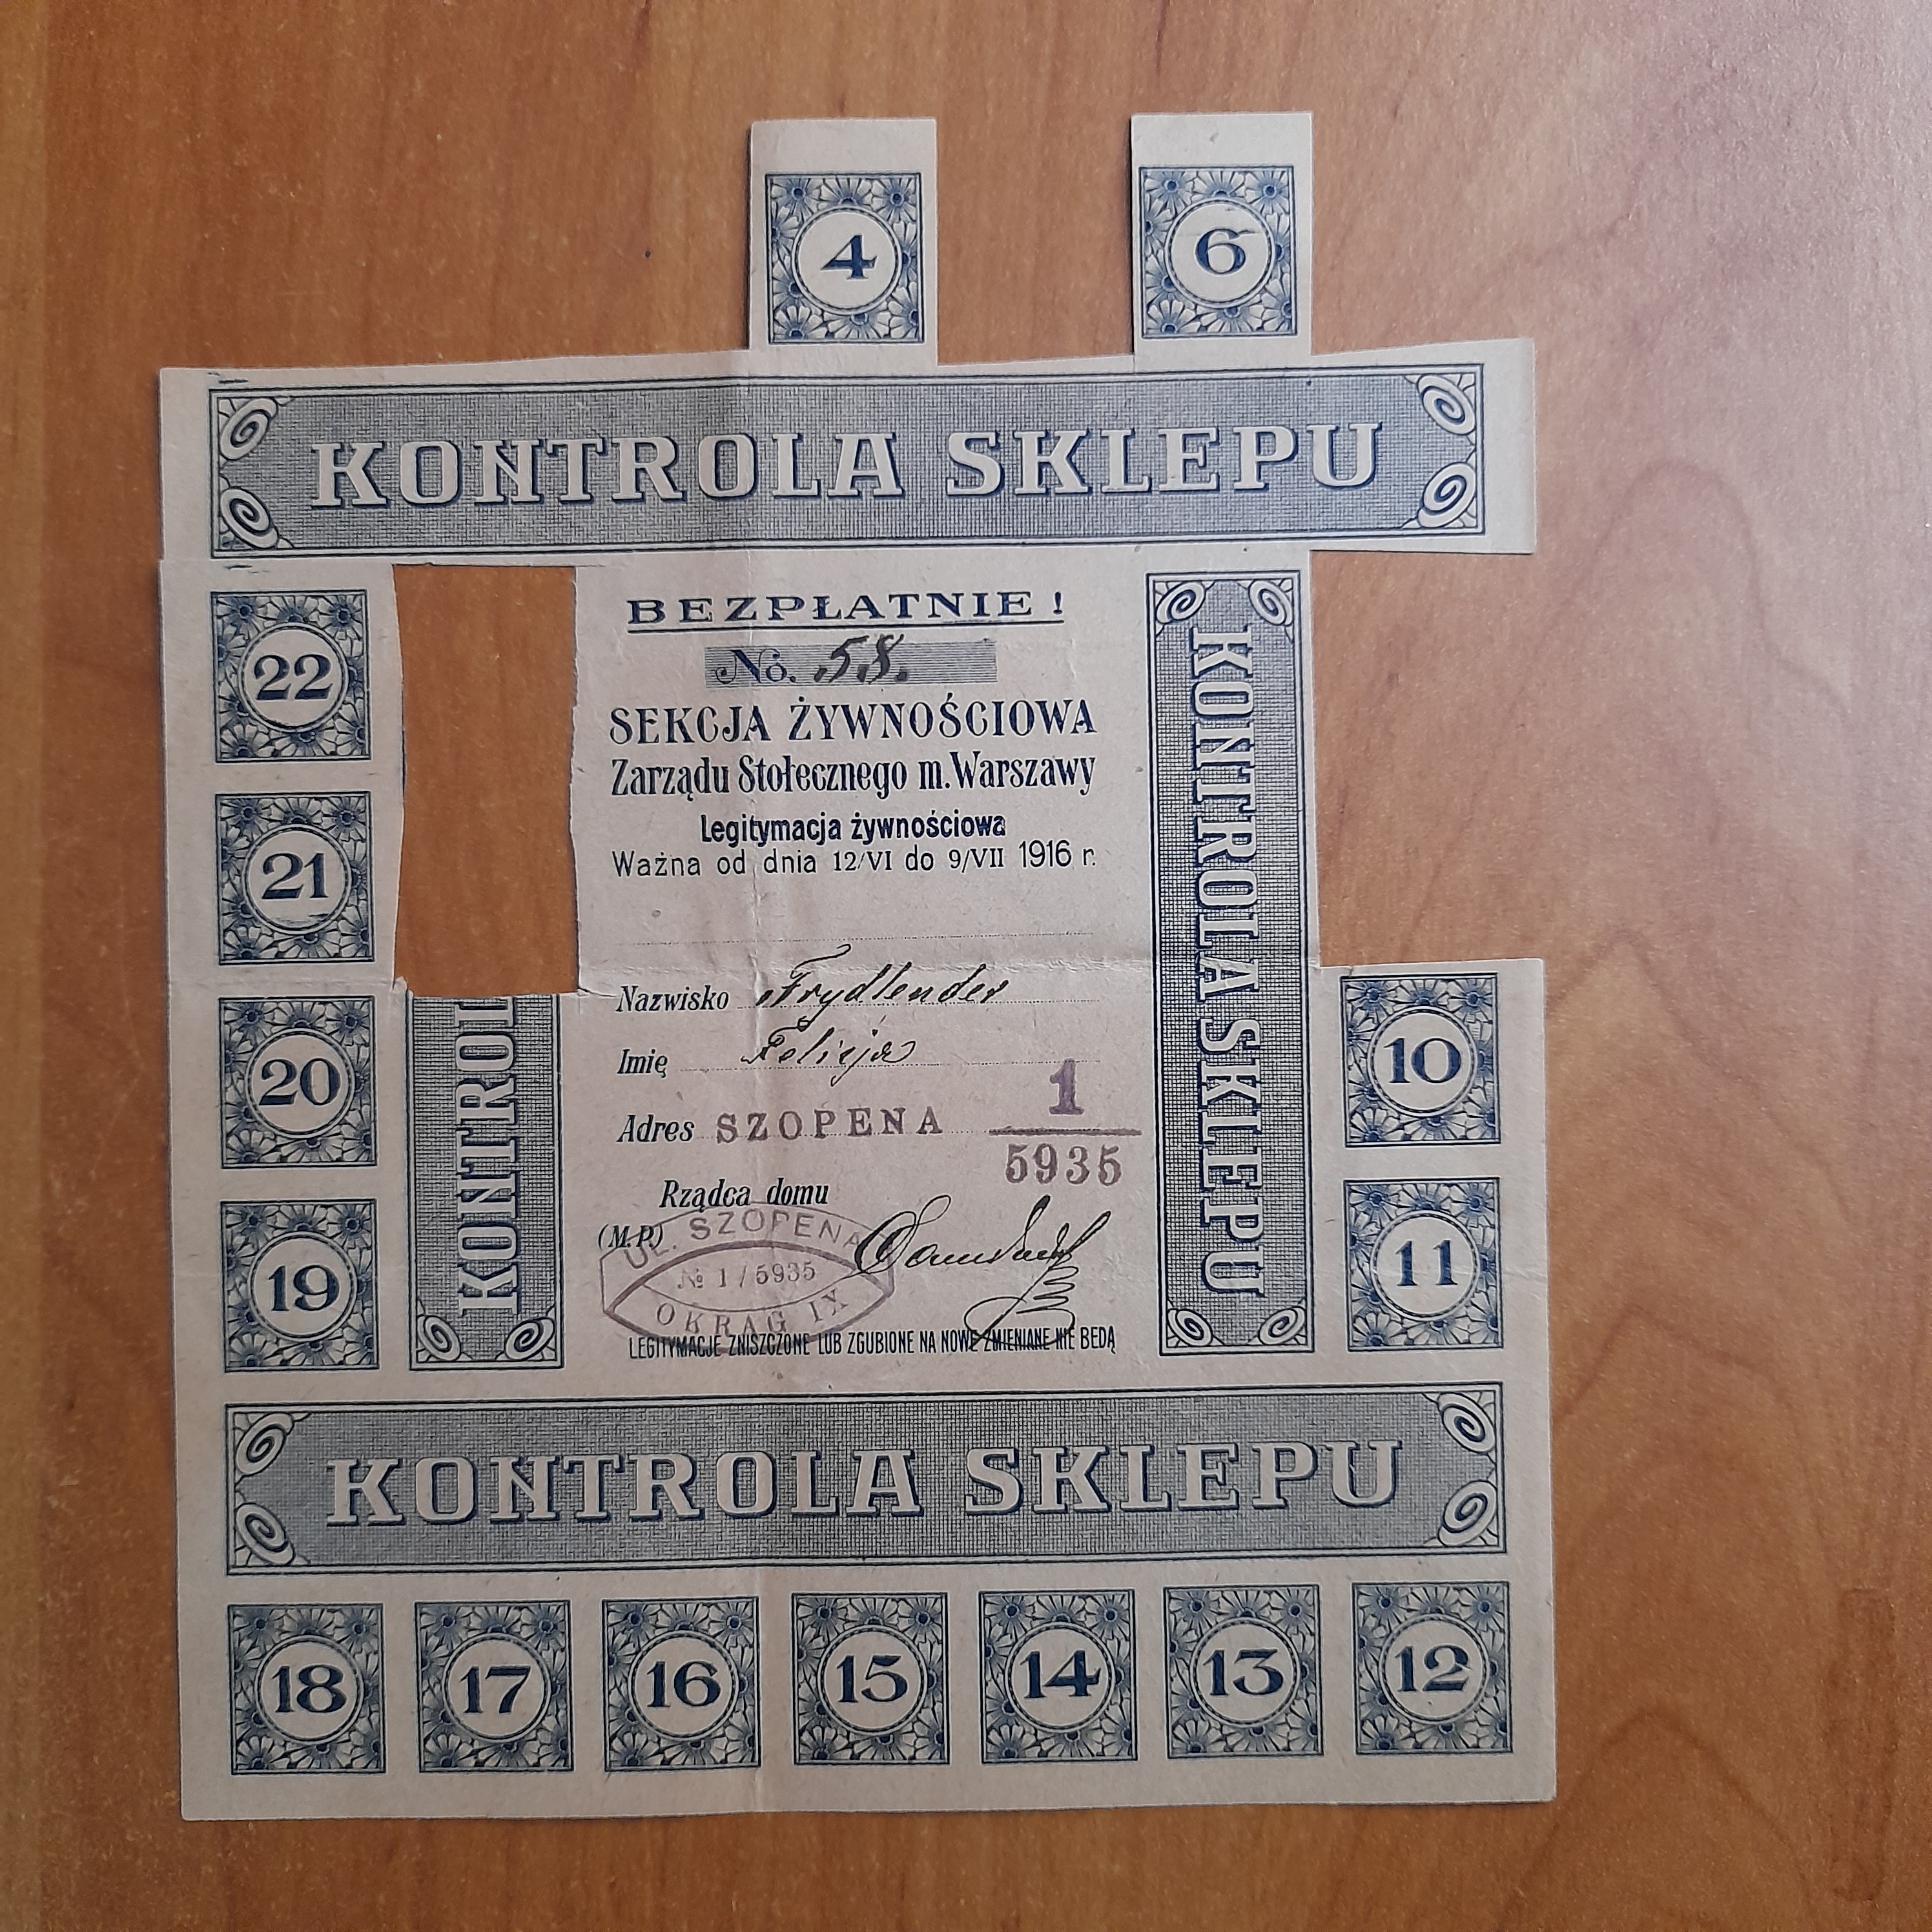 4
6
KONTROLA SKLEPU
22
21
20
19
KONTROL
BEZPŁATNIE!
No. 58.
SEKCJA ŻYWNOŚCIOWA
Zarządu Stołecznego m. Warszawy
Legitymacja żywnościowa
Ważna od dnia 12/VI do 9/VII 1916 r.
Nazwisko Frydlender
Imię Felicja
Adres SZOPENA 1
5935
Rządca domu
(M.P.)
UL. SZOPENA
№ 1/5935
OKRĄG IX
LEGITYMACJE ZNISZCZONE LUB ZGUBIONE NA NOWE ZMIENIANE NIE BEDĄ
KONTROLA SKLEPU
10
11
KONTROLA SKLEPU
18
17
16
15
14
13
12